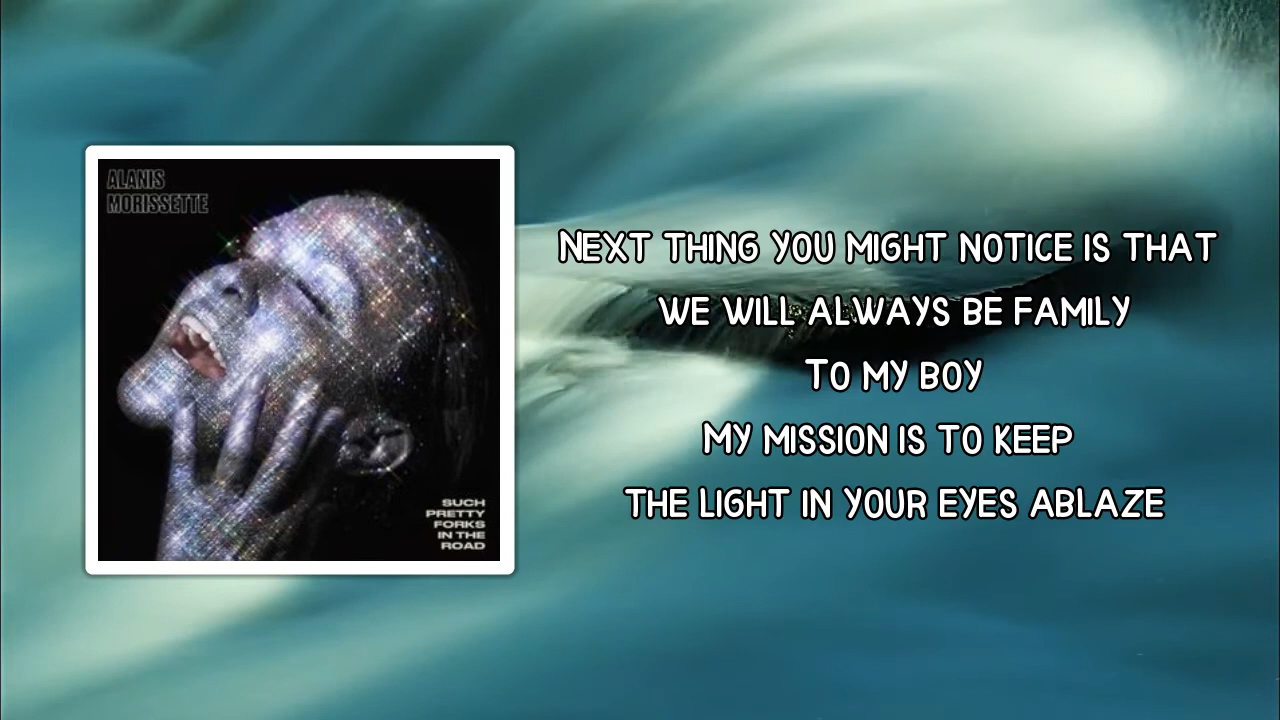 ALANIS
MORISSETTE
SUCH
PRETTY
FORKS
IN THE
ROAD
NEXT THING YOU MIGHT NOTICE IS THAT
WE WILL ALWAYS BE FAMILY
TO MY BOY
MY MISSION IS TO KEEP
THE LIGHT IN YOUR EYES ABLAZE